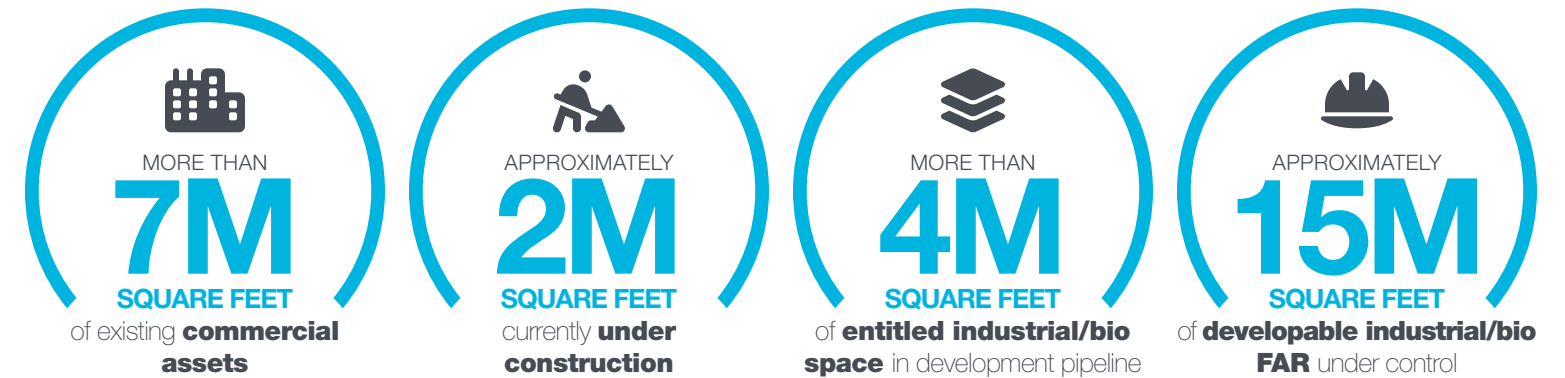 MORE THAN
7M
SQUARE FEET
of existing commercial
assets
APPROXIMATELY
2M
SQUARE FEET
currently under
construction
MORE THAN
4M
SQUARE FEET
of entitled industrial/bio
space in development pipeline
APPROXIMATELY
15M
SQUARE FEET
of developable industrial/bio
FAR under control